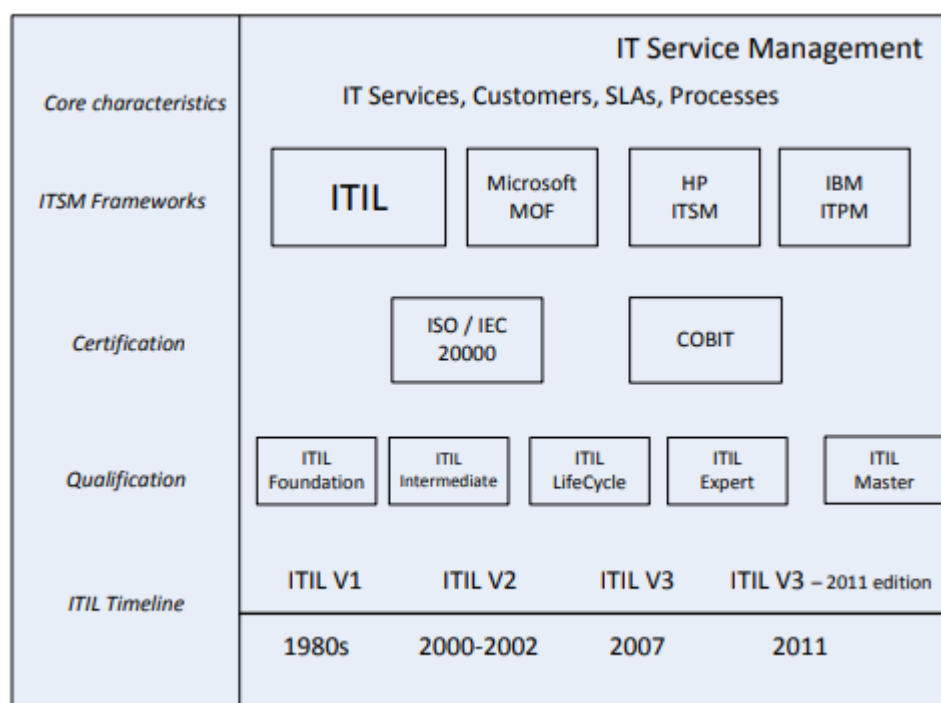 IT Service Management
Core characteristics
IT Services, Customers, SLAs, Processes
ITSM Frameworks
ITIL
Microsoft
MOF
HP
ITSM
IBM
ITPM
Certification
ISO / IEC
20000
COBIT
Qualification
ITIL
Foundation
ITIL
Intermediate
ITIL
LifeCycle
ITIL
Expert
ITIL
Master
ITIL Timeline
ITIL V1
ITIL V2
ITIL V3
ITIL V3 – 2011 edition
1980s
2000-2002
2007
2011